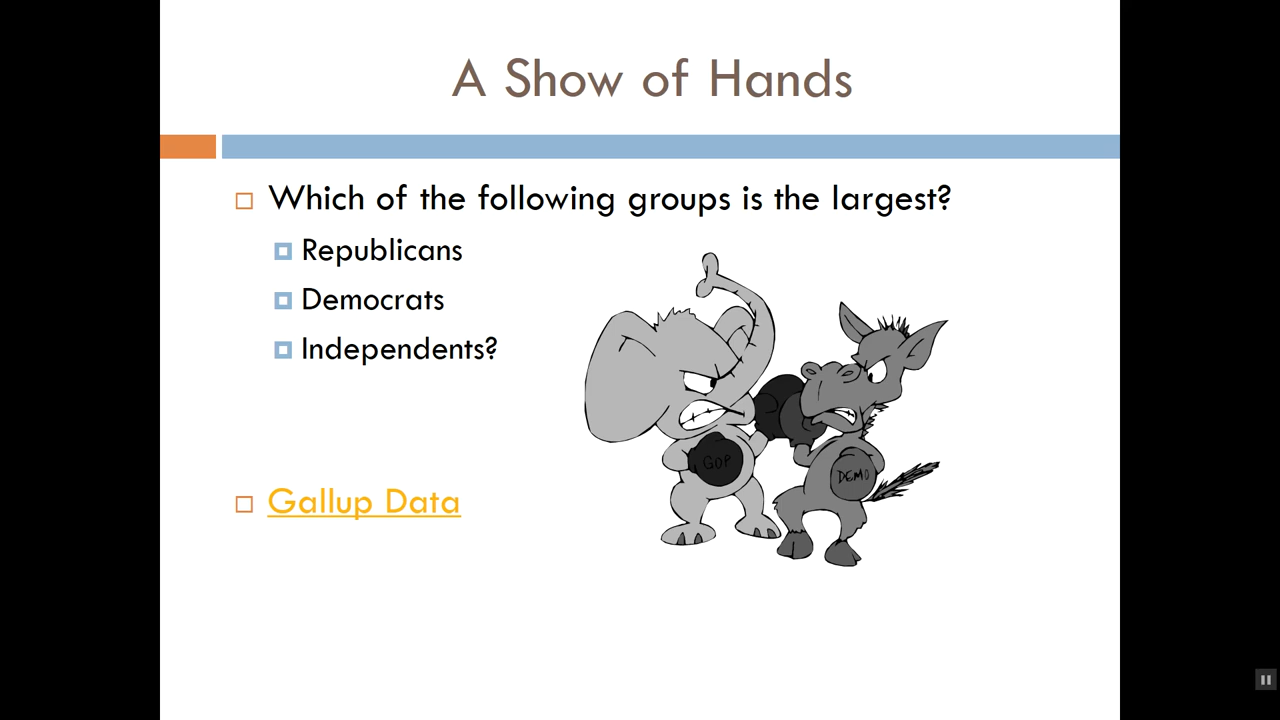 A Show of Hands
Which of the following groups is the largest?
Republicans
Democrats
Independents?
GOP
DEMO
Gallup Data